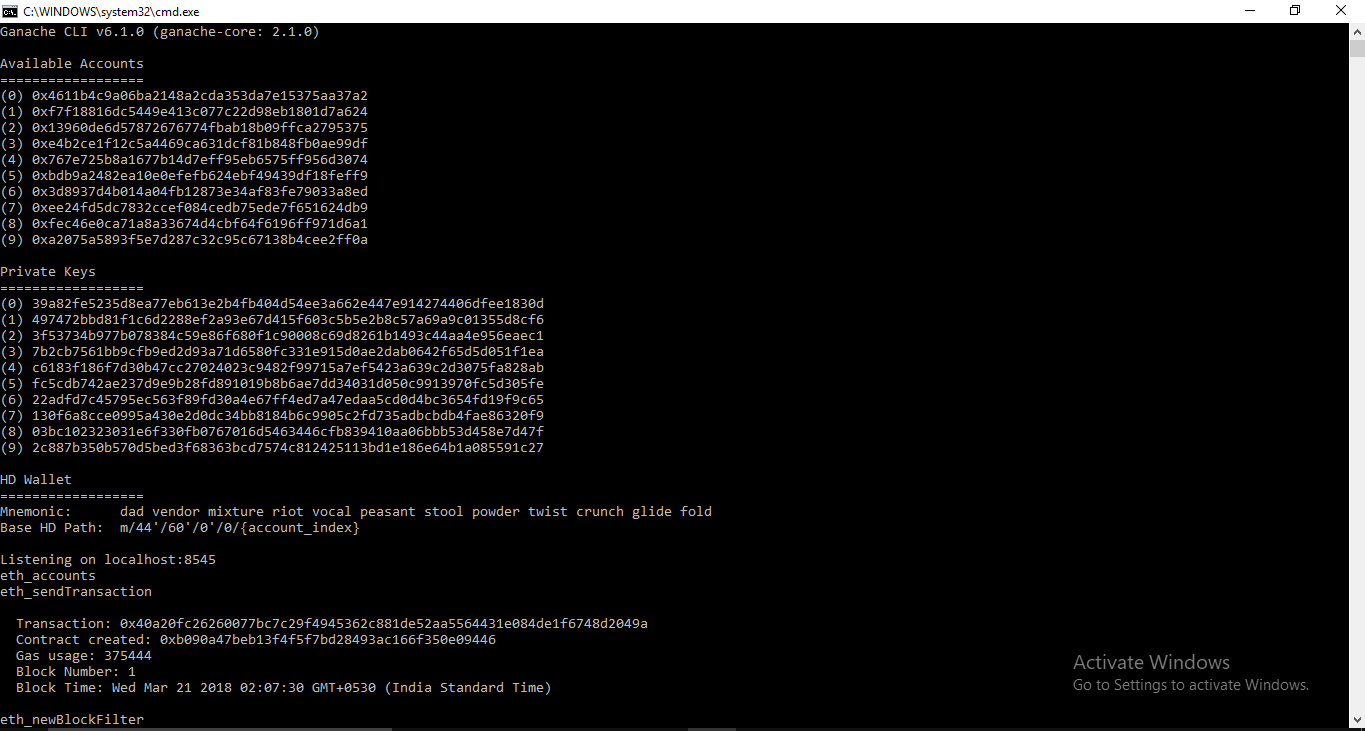 C:\WINDOWS\system32\cmd.exe
Ganache CLI v6.1.0 (ganache-core: 2.1.0)
Available Accounts
==================
(0) 0x4611b4c9a06ba2148a2cda353da7e15375aa37a2
(1) 0xf7f18816dc5449e413c077c22d98eb1801d7a624
(2) 0x13960de6d57872676774fbab18b09ffca2795375
(3) 0xe4b2ce1f12c5a4469ca631dcf81b848fb0ae99df
(4) 0x767e725b8a1677b14d7eff95eb6575ff956d3074
(5) 0xbdb9a2482ea10e0efefb624ebf49439df18feff9
(6) 0x3d8937d4b014a04fb12873e34af83fe79033a8ed
(7) 0xee24fd5dc7832ccef084cedb75ede7f651624db9
(8) 0xfec46e0ca71a8a33674d4cbf64f6196ff971d6a1
(9) 0xa2075a5893f5e7d287c32c95c67138b4cee2ff0a
Private Keys
==================
(0) 39a82fe5235d8ea77eb613e2b4fb404d54ee3a662e447e914274406dfee1830d
(1) 497472bbd81f1c6d2288ef2a93e67d415f603c5b5e2b8c57a69a9c01355d8cf6
(2) 3f53734b977b078384c59e86f680f1c90008c69d8261b1493c44aa4e956eaec1
(3) 7b2cb7561bb9cfb9ed2d93a71d6580fc331e915d0ae2dab0642f65d5d051f1ea
(4) c6183f186f7d30b47cc27024023c9482f99715a7ef5423a639c2d3075fa828ab
(5) fc5cdb742ae237d9e9b28fd891019b8b6ae7dd34031d050c9913970fc5d305fe
(6) 22adfd7c45795ec563f89fd30a4e67ff4ed7a47edaa5cd0d4bc3654fd19f9c65
(7) 130f6a8cce0995a430e2d0dc34bb8184b6c9905c2fd735adbcbdb4fae86320f9
(8) 03bc102323031e6f330fb0767016d5463446cfb839410aa06bbb53d458e7d47f
(9) 2c887b350b570d5bed3f68363bcd7574c812425113bd1e186e64b1a085591c27
HD Wallet
==================
Mnemonic:      dad vendor mixture riot vocal peasant stool powder twist crunch glide fold
Base HD Path:  m/44'/60'/0'/0/{account_index}
Listening on localhost:8545
eth_accounts
eth_sendTransaction
Transaction: 0x40a20fc26260077bc7c29f4945362c881de52aa5564431e084de1f6748d2049a
Contract created: 0xb090a47beb13f4f5f7bd28493ac166f350e09446
Gas usage: 375444
Block Number: 1
Block Time: Wed Mar 21 2018 02:07:30 GMT+0530 (India Standard Time)
eth_newBlockFilter
Activate Windows
Go to Settings to activate Windows.